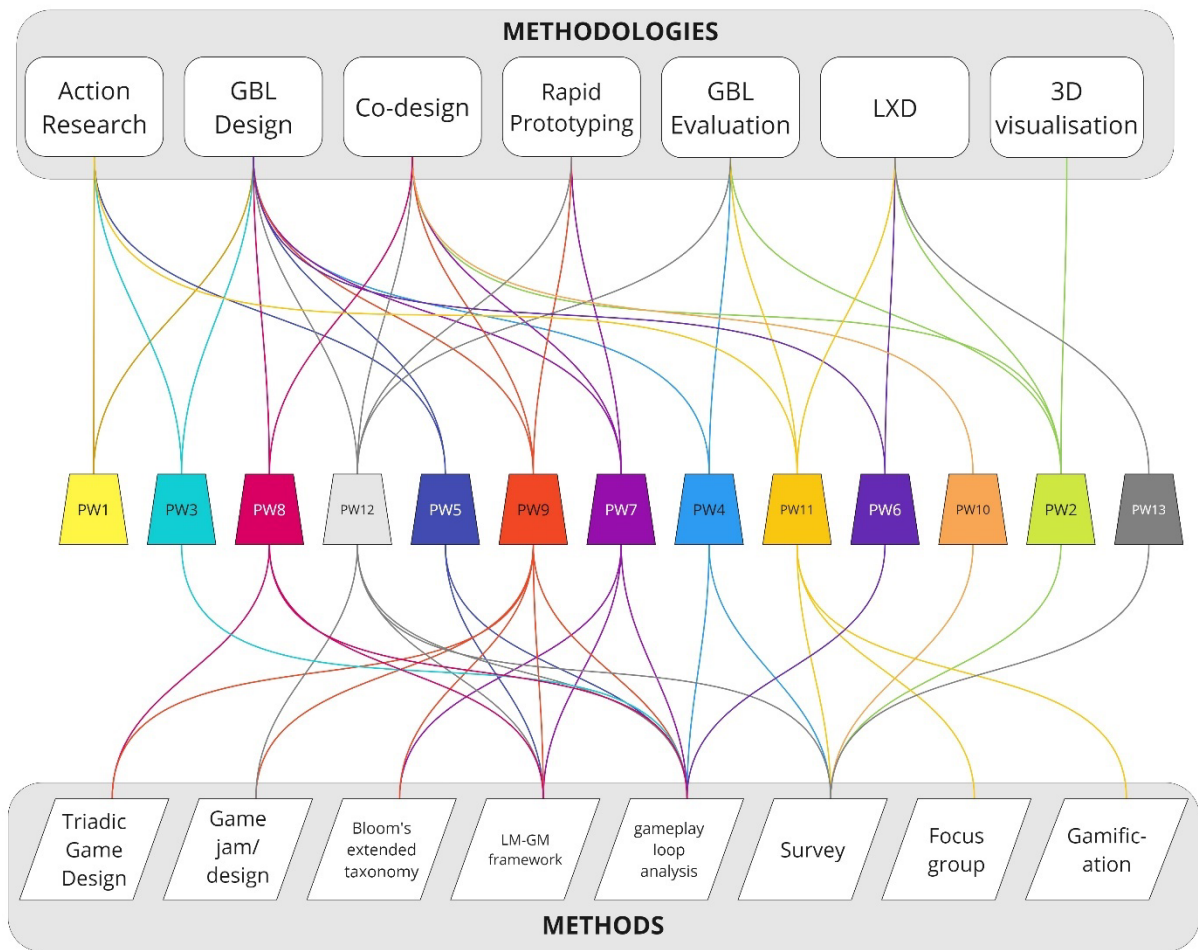 METHODOLOGIES
Action
Research
GBL
Design
Co-design
Rapid
Prototyping
GBL
Evaluation
LXD
3D
visualisation
PW1
PW3
PW8
PW12
PW5
PW9
PW7
PW4
PW11
PW6
PW10
PW2
PW13
Triadic
Game
Design
Game
jam/
design
Bloom's
extended
taxonomy
LM-GM
framework
gameplay
loop
analysis
Survey
Focus
group
Gamific-
ation
METHODS